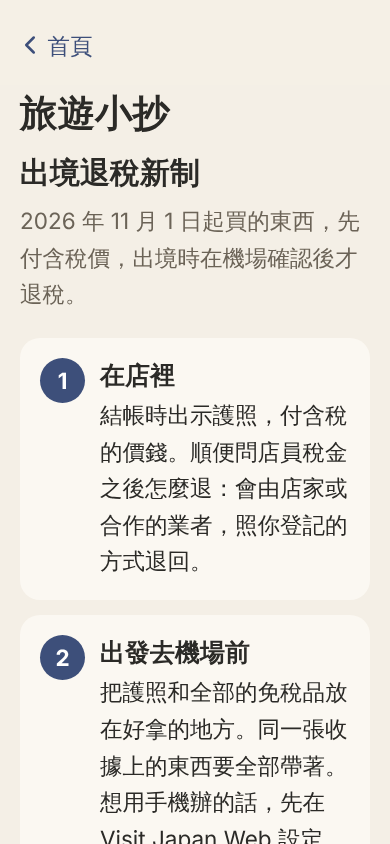 首頁
旅遊小抄
出境退稅新制
2026 年 11 月 1 日起買的東西，先
付含稅價，出境時在機場確認後才
退稅。
1
在店裡
結帳時出示護照，付含稅
的價錢。順便問店員稅金
之後怎麼退：會由店家或
合作的業者，照你登記的
方式退回。
2
出發去機場前
把護照和全部的免稅品放
在好拿的地方。同一張收
據上的東西要全部帶著。
想用手機辦的話，先在
Visit Japan Web 設定